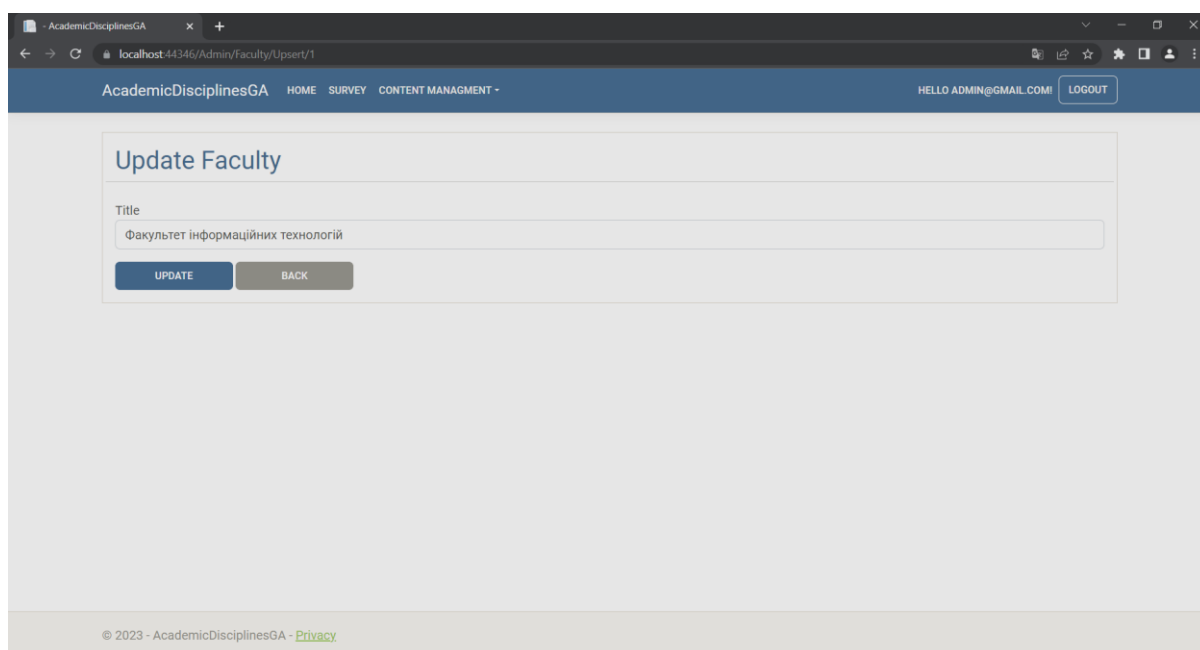 - AcademicDisciplinesGA
localhost:44346/Admin/Faculty/Upsert/1
AcademicDisciplinesGA HOME SURVEY CONTENT MANAGMENT HELLO ADMIN@GMAIL.COM! LOGOUT
Update Faculty
Title
Факультет інформаційних технологій
UPDATE BACK
© 2023 - AcademicDisciplinesGA - Privacy